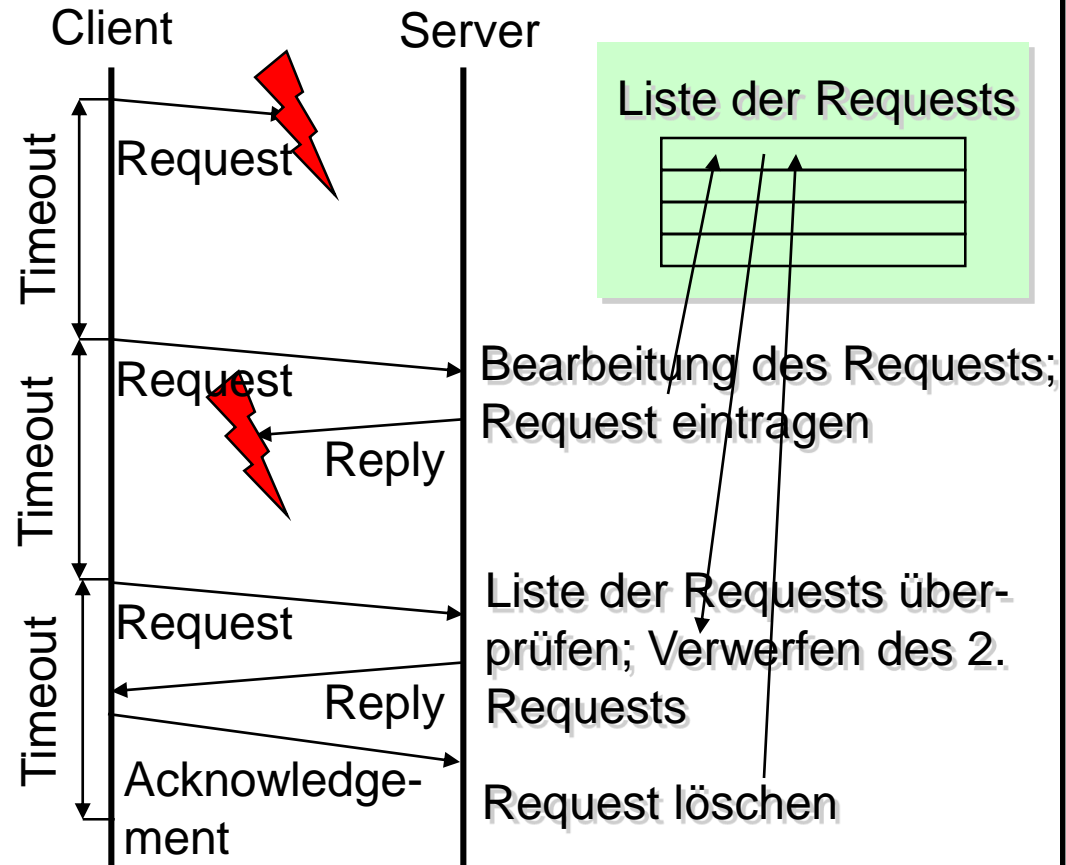 Client
Server
Liste der Requests
Timeout
Request
Timeout
Request
Bearbeitung des Requests;
Request eintragen
Reply
Timeout
Request
Liste der Requests über-
prüfen; Verwerfen des 2.
Requests
Reply
Acknowledge-
ment
Request löschen